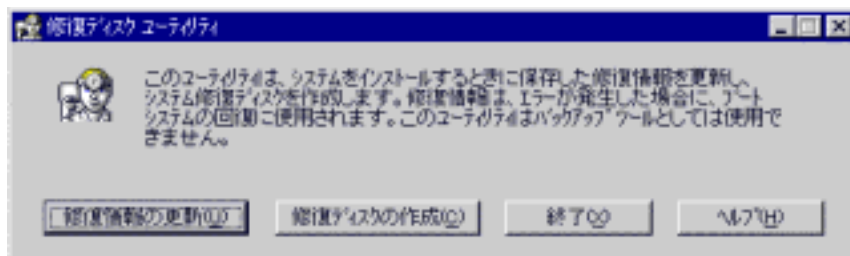 修復ディスク ユーティリティ
このユーティリティは、システムをインストールするときに保存した修復情報を更新し、
システム修復ディスクを作成します。修復情報は、エラーが発生した場合に、ブート
システムの回復に使用されます。このユーティリティはバックアップ ツールとしては使用で
きません。
修復情報の更新(U)
修復ディスクの作成(C)
終了(X)
ヘルプ(H)